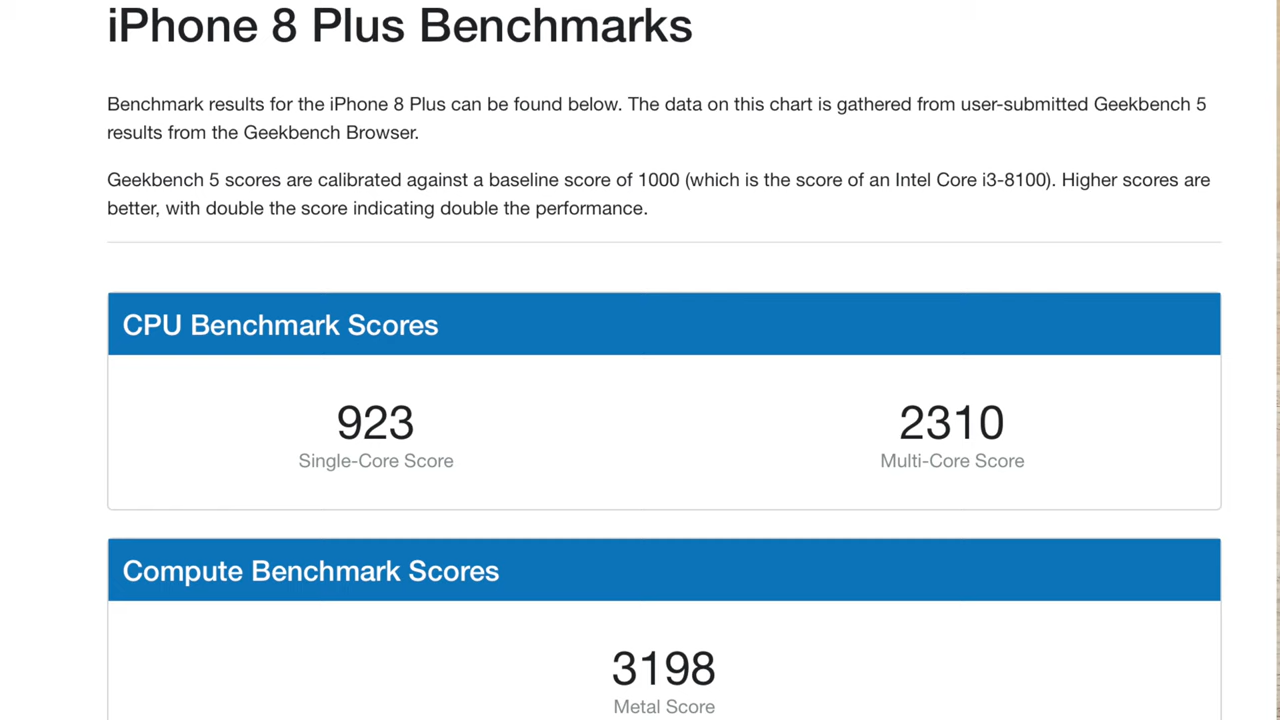 iPhone 8 Plus Benchmarks
Benchmark results for the iPhone 8 Plus can be found below. The data on this chart is gathered from user-submitted Geekbench 5
results from the Geekbench Browser.
Geekbench 5 scores are calibrated against a baseline score of 1000 (which is the score of an Intel Core i3-8100). Higher scores are
better, with double the score indicating double the performance.
CPU Benchmark Scores
923
Single-Core Score
2310
Multi-Core Score
Compute Benchmark Scores
3198
Metal Score